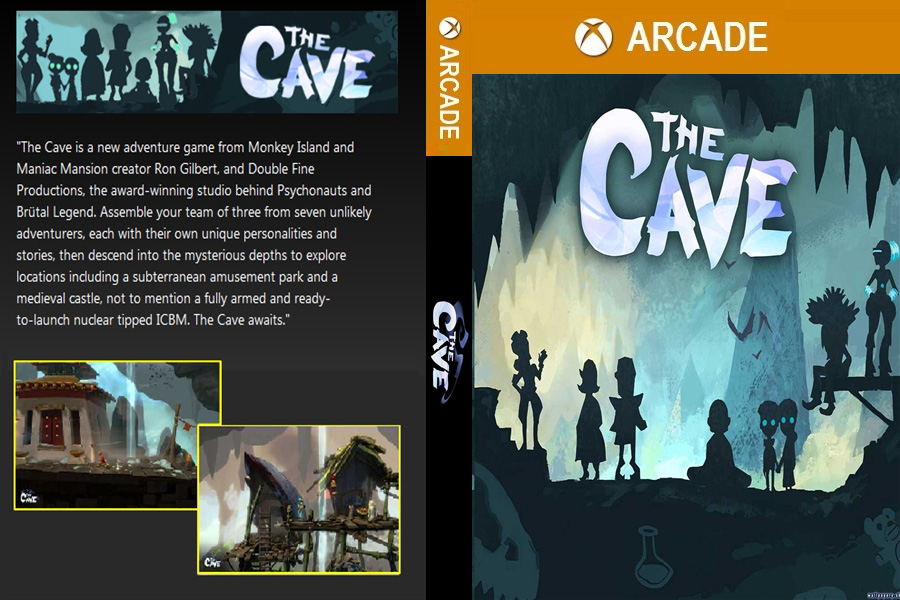 THE
CAVE
"The Cave is a new adventure game from Monkey Island and
Maniac Mansion creator Ron Gilbert, and Double Fine
Productions, the award-winning studio behind Psychonauts and
Brütal Legend. Assemble your team of three from seven unlikely
adventurers, each with their own unique personalities and
stories, then descend into the mysterious depths to explore
locations including a subterranean amusement park and a
medieval castle, not to mention a fully armed and ready-
to-launch nuclear tipped ICBM. The Cave awaits."
THE
CAVE
THE
CAVE
ARCADE
THE
CAVE
ARCADE
THE
CAVE